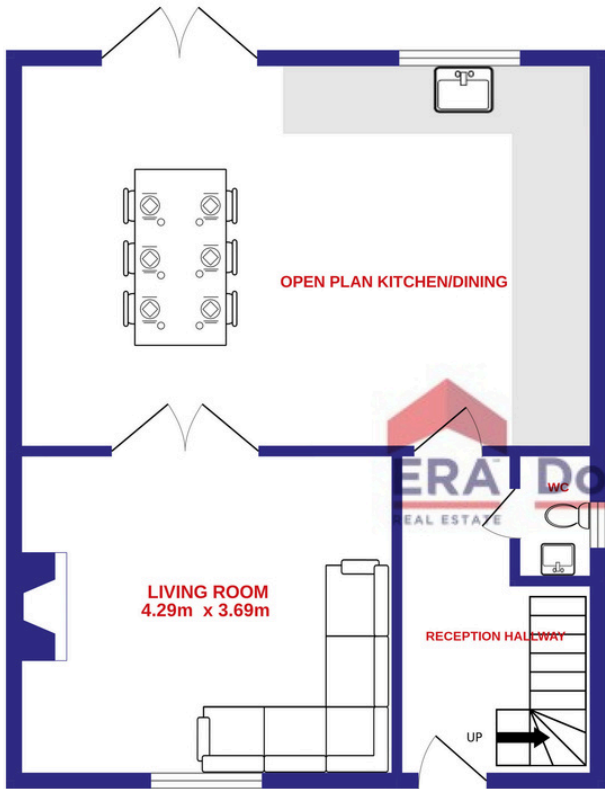 OPEN PLAN KITCHEN/DINING
ERA Do
REAL ESTATE
WC
LIVING ROOM
4.29m x 3.69m
RECEPTION HALLWAY
UP